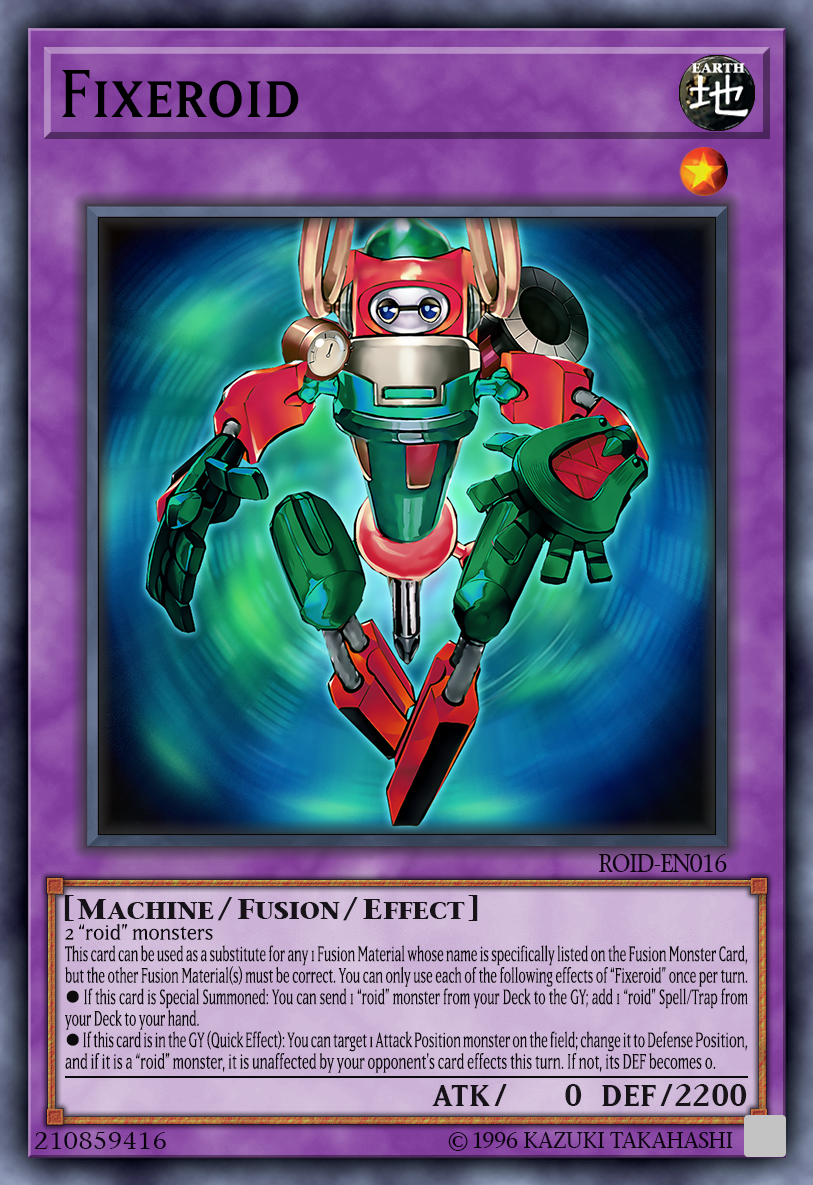 Fixeroid
EARTH
地
ROID-EN016
[Machine/Fusion/Effect]
2 “roid” monsters
This card can be used as a substitute for any 1 Fusion Material whose name is specifically listed on the Fusion Monster Card,
but the other Fusion Material(s) must be correct. You can only use each of the following effects of “Fixeroid” once per turn.
● If this card is Special Summoned: You can send 1 “roid” monster from your Deck to the GY; add 1 “roid” Spell/Trap from
your Deck to your hand.
● If this card is in the GY (Quick Effect): You can target 1 Attack Position monster on the field; change it to Defense Position,
and if it is a “roid” monster, it is unaffected by your opponent's card effects this turn. If not, its DEF becomes 0.
ATK/ 0 DEF/2200
210859416 © 1996 KAZUKI TAKAHASHI